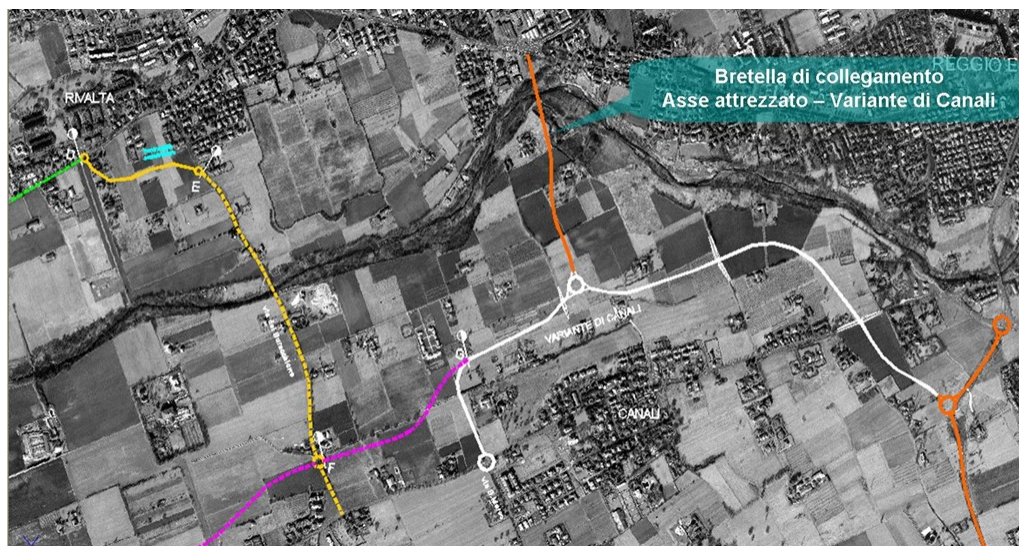 Bretella di collegamento
Asse attrezzato – Variante di Canali
REGGIO E
RIVALTA
E
VARIANTE DI CANALI
G
CANALI
F